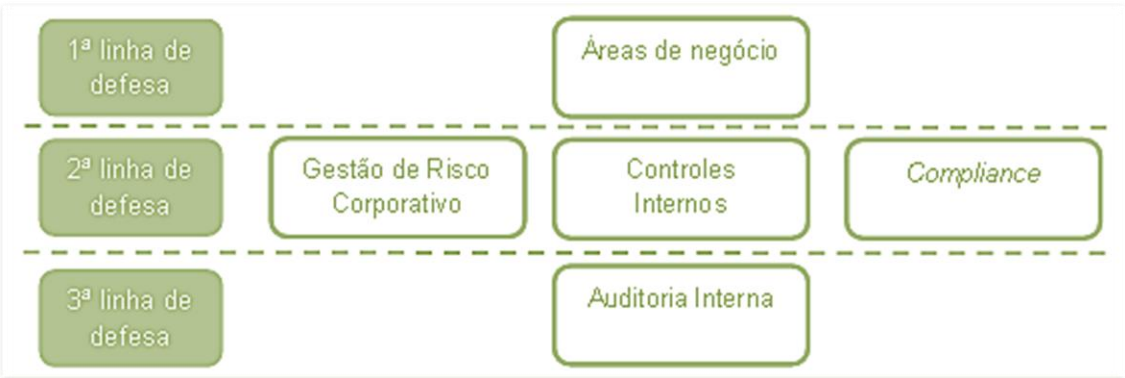 1ª linha de
defesa
Áreas de negócio
2ª linha de
defesa
Gestão de Risco
Corporativo
Controles
Internos
Compliance
3ª linha de
defesa
Auditoria Interna